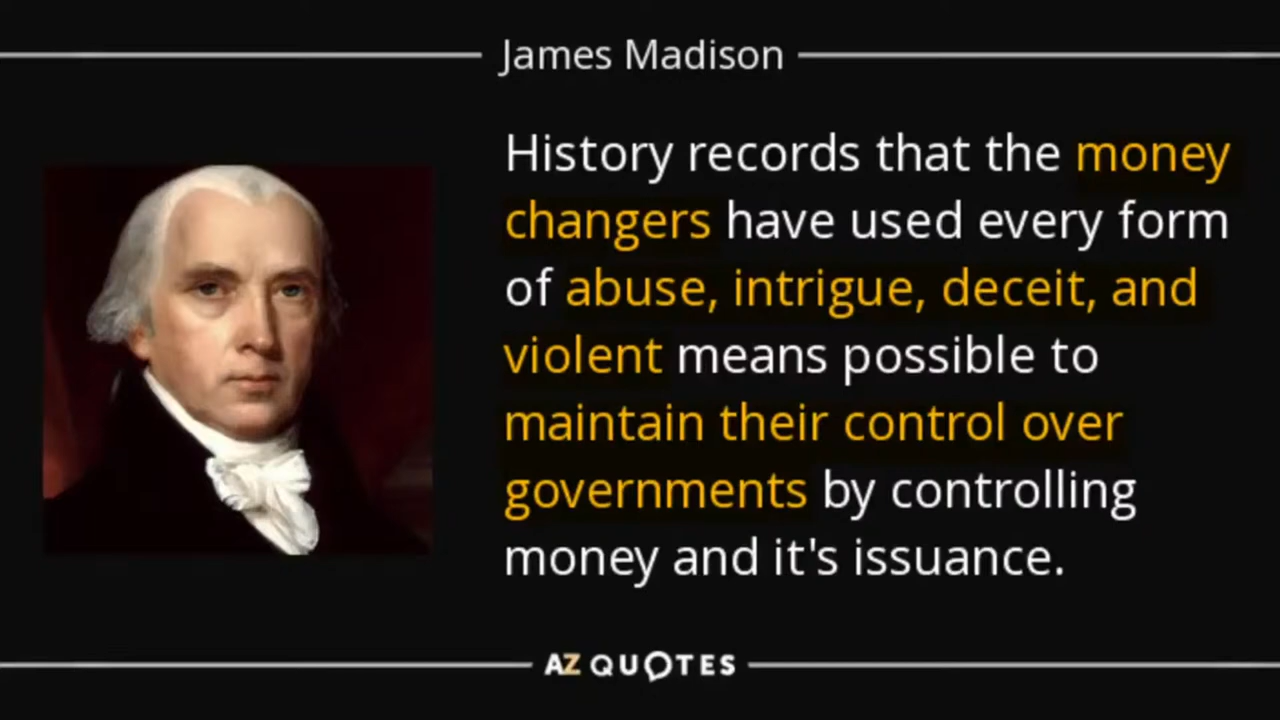 James Madison
History records that the money
changers have used every form
of abuse, intrigue, deceit, and
violent means possible to
maintain their control over
governments by controlling
money and it's issuance.
AZ QUOTES